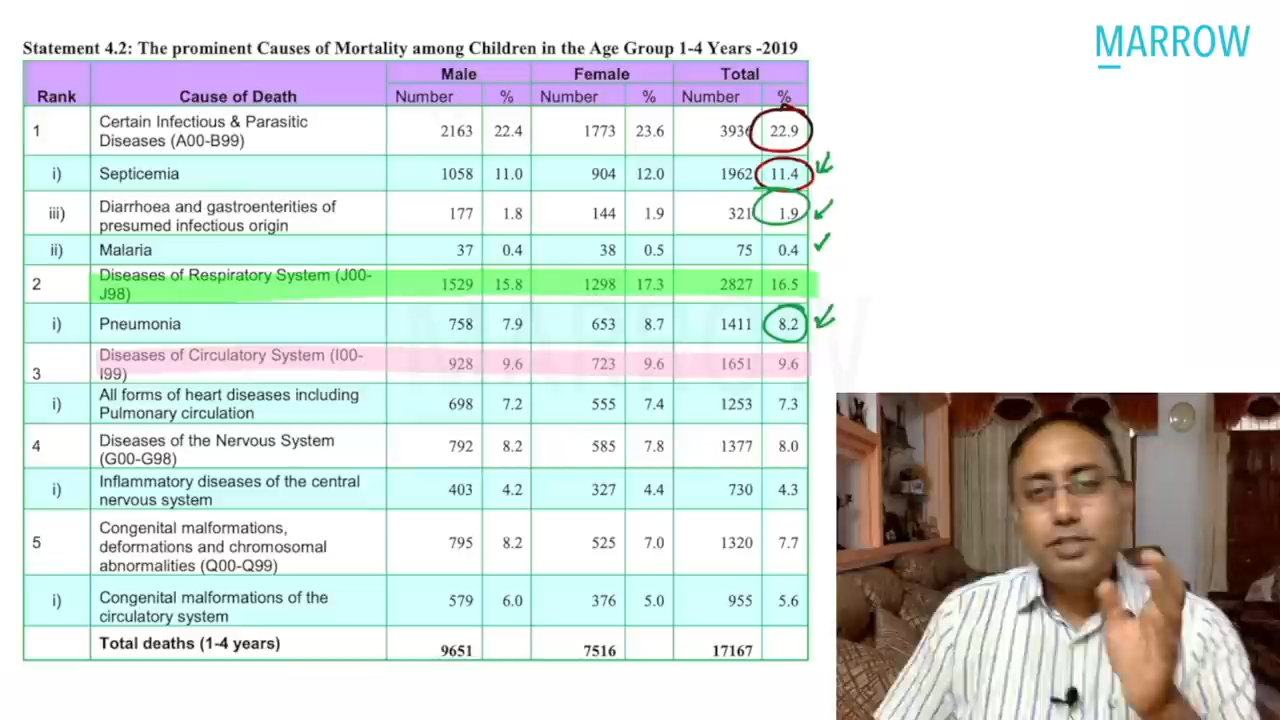 MARROW
Statement 4.2: The prominent Causes of Mortality among Children in the Age Group 1-4 Years -2019
Male Female Total
Rank Cause of Death Number % Number % Number %
1 Certain Infectious & Parasitic Diseases (A00-B99) 2163 22.4 1773 23.6 3936 22.9
i) Septicemia 1058 11.0 904 12.0 1962 11.4
iii) Diarrhoea and gastroenterities of presumed infectious origin 177 1.8 144 1.9 321 1.9
ii) Malaria 37 0.4 38 0.5 75 0.4
2 Diseases of Respiratory System (J00-J98) 1529 15.8 1298 17.3 2827 16.5
i) Pneumonia 758 7.9 653 8.7 1411 8.2
3 Diseases of Circulatory System (I00-I99) 928 9.6 723 9.6 1651 9.6
i) All forms of heart diseases including Pulmonary circulation 698 7.2 555 7.4 1253 7.3
4 Diseases of the Nervous System (G00-G98) 792 8.2 585 7.8 1377 8.0
i) Inflammatory diseases of the central nervous system 403 4.2 327 4.4 730 4.3
5 Congenital malformations, deformations and chromosomal abnormalities (Q00-Q99) 795 8.2 525 7.0 1320 7.7
i) Congenital malformations of the circulatory system 579 6.0 376 5.0 955 5.6
Total deaths (1-4 years) 9651 7516 17167
MARROW